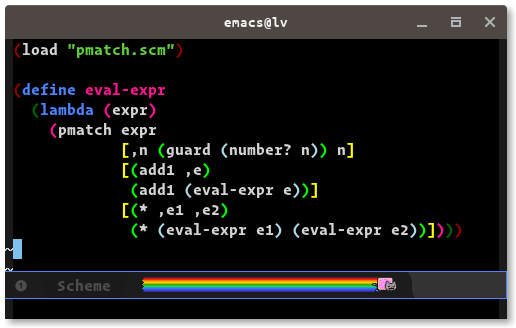 emacs@lv
(load "pmatch.scm")
(define eval-expr
  (lambda (expr)
    (pmatch expr
            [,n (guard (number? n)) n]
            [(add1 ,e)
             (add1 (eval-expr e))]
            [(* ,e1 ,e2)
             (* (eval-expr e1) (eval-expr e2))])))
~
~
Scheme